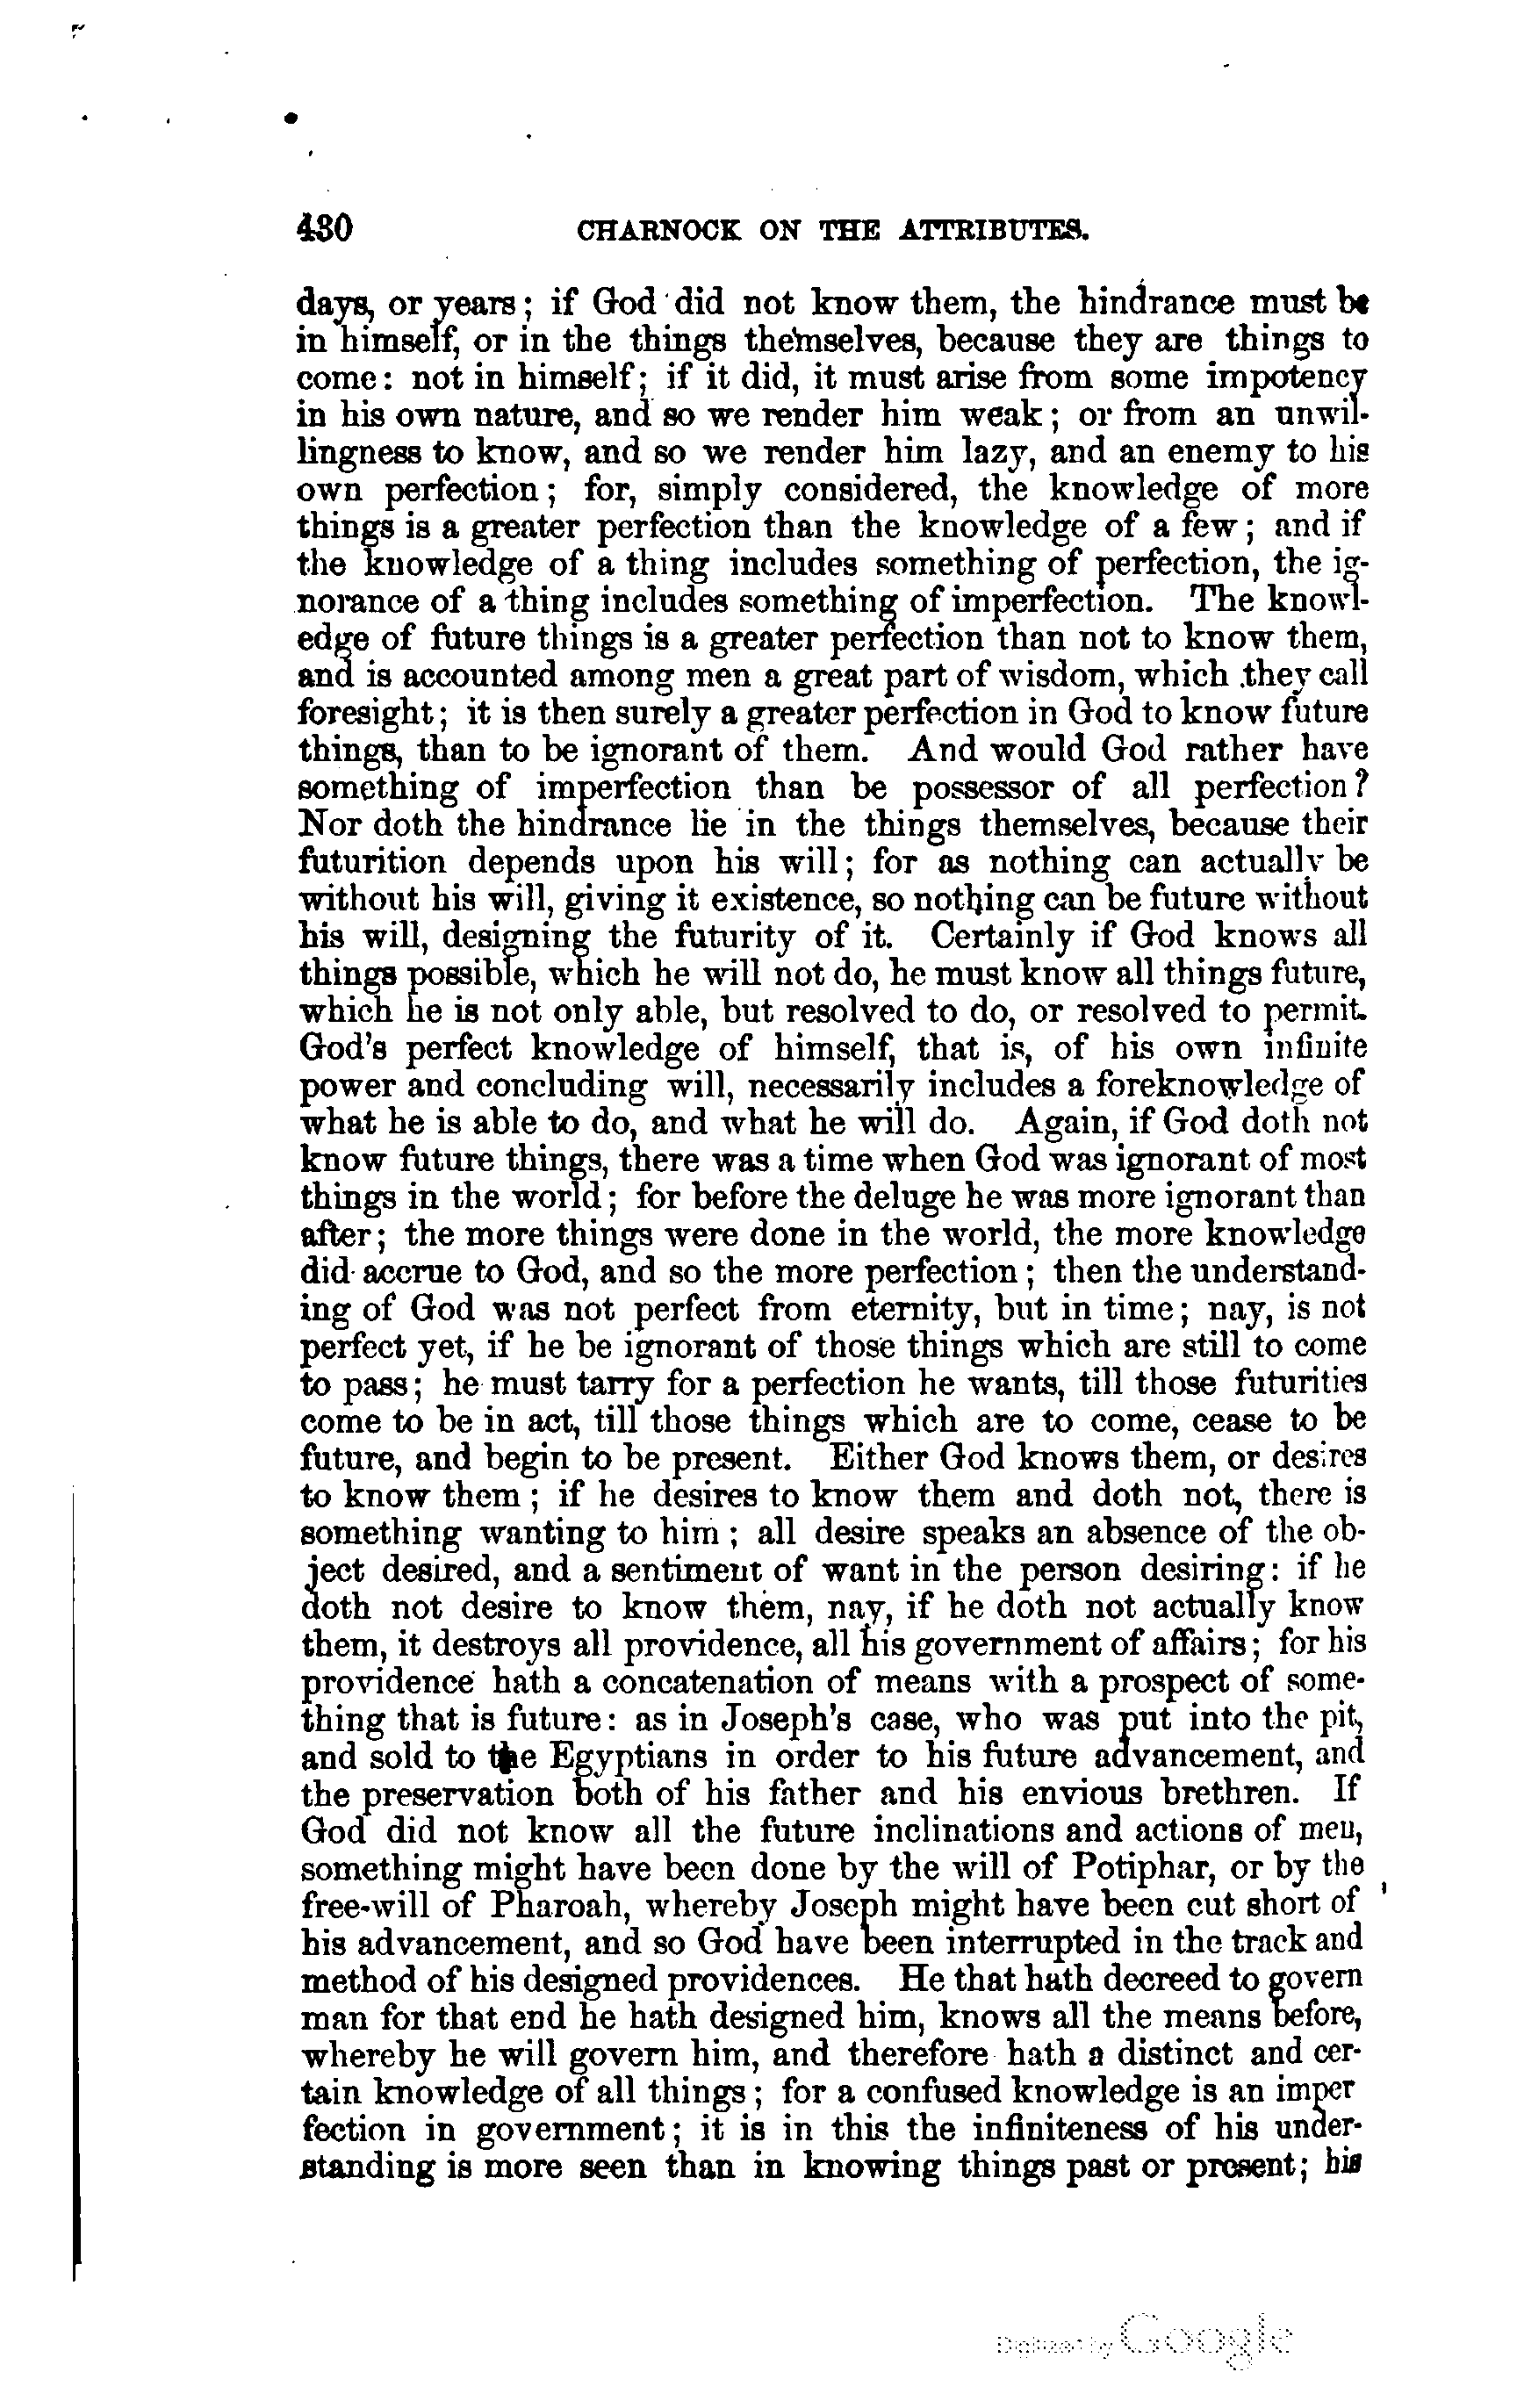 430 CHARNOCK ON THE ATTRIBUTES.
days, or years; if God did not know them, the hindrance must be
in himself, or in the things themselves, because they are things to
come: not in himself; if it did, it must arise from some impotency
in his own nature, and so we render him weak; or from an unwil-
lingness to know, and so we render him lazy, and an enemy to his
own perfection; for, simply considered, the knowledge of more
things is a greater perfection than the knowledge of a few; and if
the knowledge of a thing includes something of perfection, the ig-
norance of a thing includes something of imperfection. The knowl-
edge of future things is a greater perfection than not to know them,
and is accounted among men a great part of wisdom, which they call
foresight; it is then surely a greater perfection in God to know future
things, than to be ignorant of them. And would God rather have
something of imperfection than be possessor of all perfection?
Nor doth the hindrance lie in the things themselves, because their
futurition depends upon his will; for as nothing can actually be
without his will, giving it existence, so nothing can be future without
his will, designing the futurity of it. Certainly if God knows all
things possible, which he will not do, he must know all things future,
which he is not only able, but resolved to do, or resolved to permit.
God's perfect knowledge of himself, that is, of his own infinite
power and concluding will, necessarily includes a foreknowledge of
what he is able to do, and what he will do. Again, if God doth not
know future things, there was a time when God was ignorant of most
things in the world; for before the deluge he was more ignorant than
after; the more things were done in the world, the more knowledge
did accrue to God, and so the more perfection; then the understand-
ing of God was not perfect from eternity, but in time; nay, is not
perfect yet, if he be ignorant of those things which are still to come
to pass; he must tarry for a perfection he wants, till those futurities
come to be in act, till those things which are to come, cease to be
future, and begin to be present. Either God knows them, or desires
to know them; if he desires to know them and doth not, there is
something wanting to him; all desire speaks an absence of the ob-
ject desired, and a sentiment of want in the person desiring: if he
doth not desire to know them, nay, if he doth not actually know
them, it destroys all providence, all his government of affairs; for his
providence hath a concatenation of means with a prospect of some-
thing that is future: as in Joseph's case, who was put into the pit,
and sold to the Egyptians in order to his future advancement, and
the preservation both of his father and his envious brethren. If
God did not know all the future inclinations and actions of men,
something might have been done by the will of Potiphar, or by the
free-will of Pharoah, whereby Joseph might have been cut short of
his advancement, and so God have been interrupted in the track and
method of his designed providences. He that hath decreed to govern
man for that end he hath designed him, knows all the means before,
whereby he will govern him, and therefore hath a distinct and cer-
tain knowledge of all things; for a confused knowledge is an imper
fection in government; it is in this the infiniteness of his under-
standing is more seen than in knowing things past or present; his
Digitized by Google